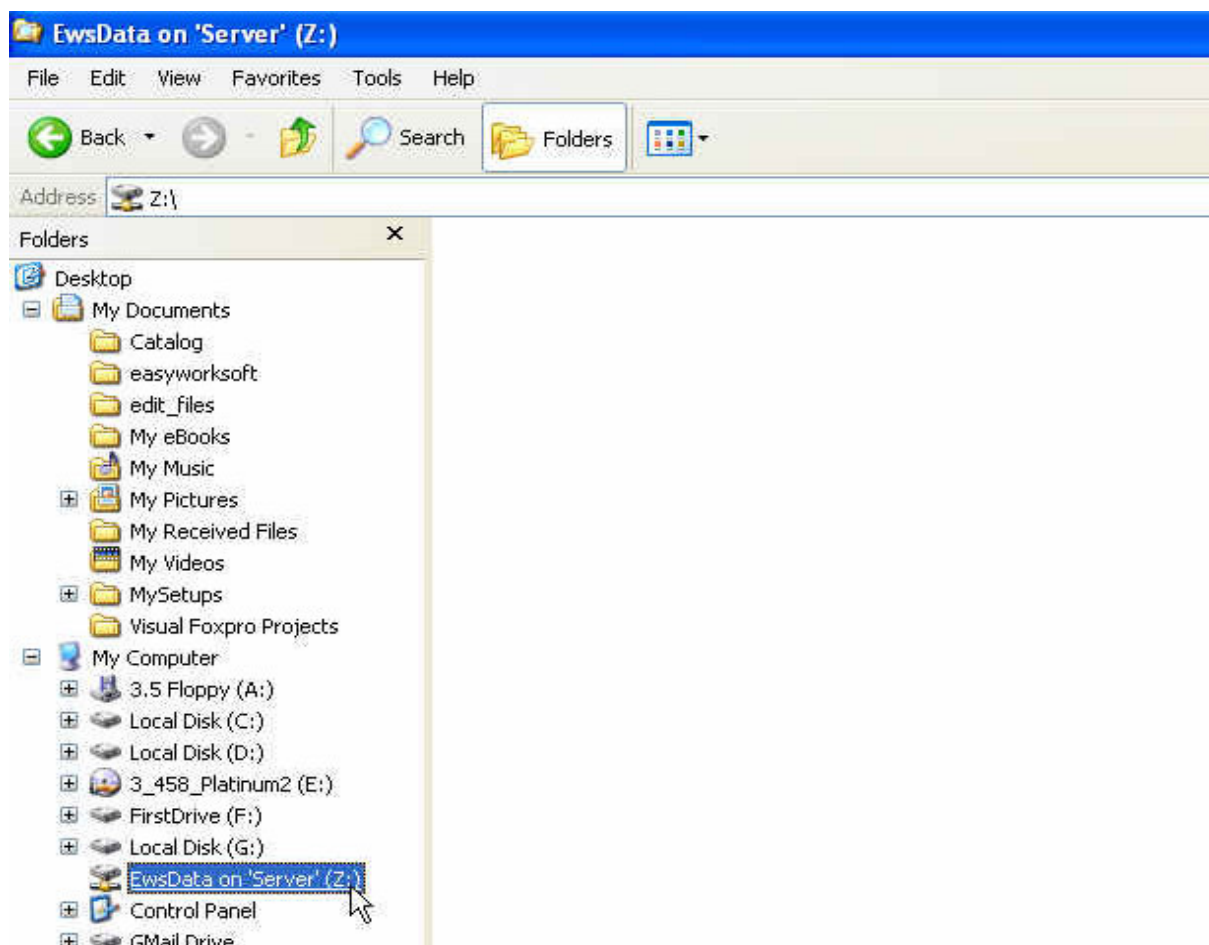 EwsData on 'Server' (Z:)
File Edit View Favorites Tools Help
Back Search Folders
Address Z:\
Folders
Desktop
My Documents
Catalog
easyworksoft
edit_files
My eBooks
My Music
My Pictures
My Received Files
My Videos
MySetups
Visual Foxpro Projects
My Computer
3.5 Floppy (A:)
Local Disk (C:)
Local Disk (D:)
3_458_Platinum2 (E:)
FirstDrive (F:)
Local Disk (G:)
EwsData on 'Server' (Z:)
Control Panel
GMail Drive